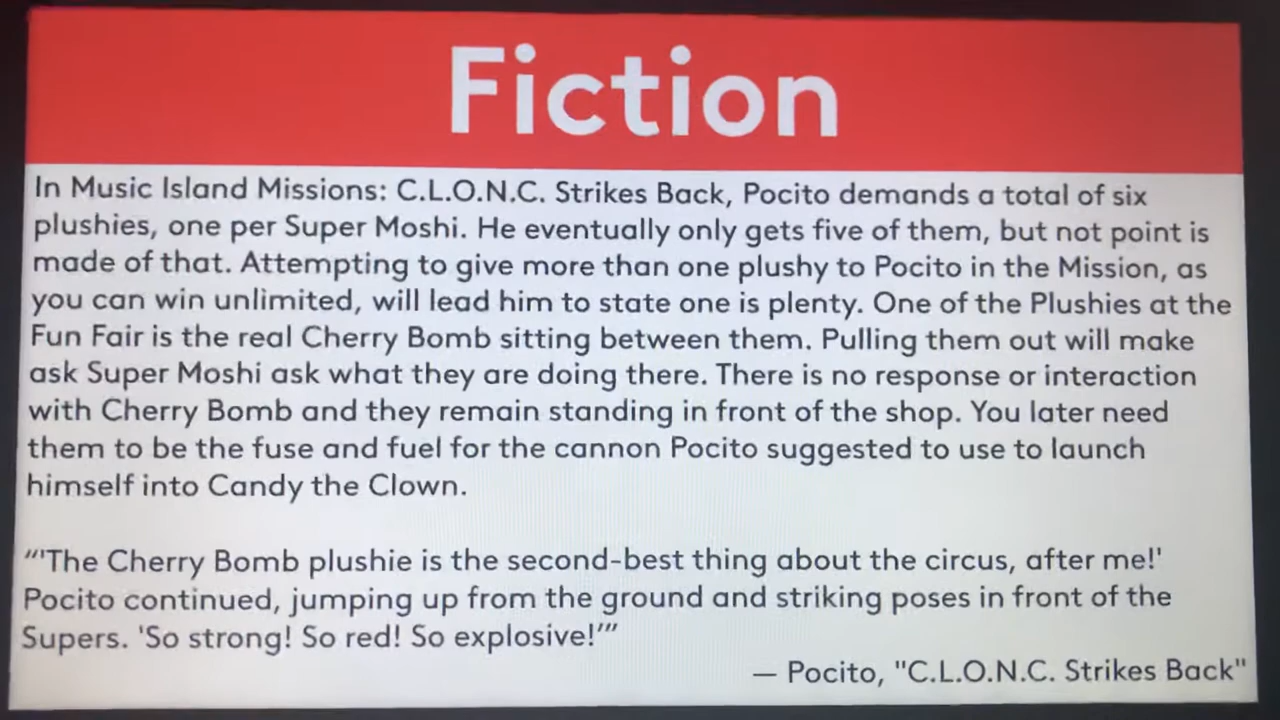 Fiction
In Music Island Missions: C.L.O.N.C. Strikes Back, Pocito demands a total of six
plushies, one per Super Moshi. He eventually only gets five of them, but not point is
made of that. Attempting to give more than one plushy to Pocito in the Mission, as
you can win unlimited, will lead him to state one is plenty. One of the Plushies at the
Fun Fair is the real Cherry Bomb sitting between them. Pulling them out will make
ask Super Moshi ask what they are doing there. There is no response or interaction
with Cherry Bomb and they remain standing in front of the shop. You later need
them to be the fuse and fuel for the cannon Pocito suggested to use to launch
himself into Candy the Clown.
“'The Cherry Bomb plushie is the second-best thing about the circus, after me!'
Pocito continued, jumping up from the ground and striking poses in front of the
Supers. 'So strong! So red! So explosive!'”
— Pocito, "C.L.O.N.C. Strikes Back"